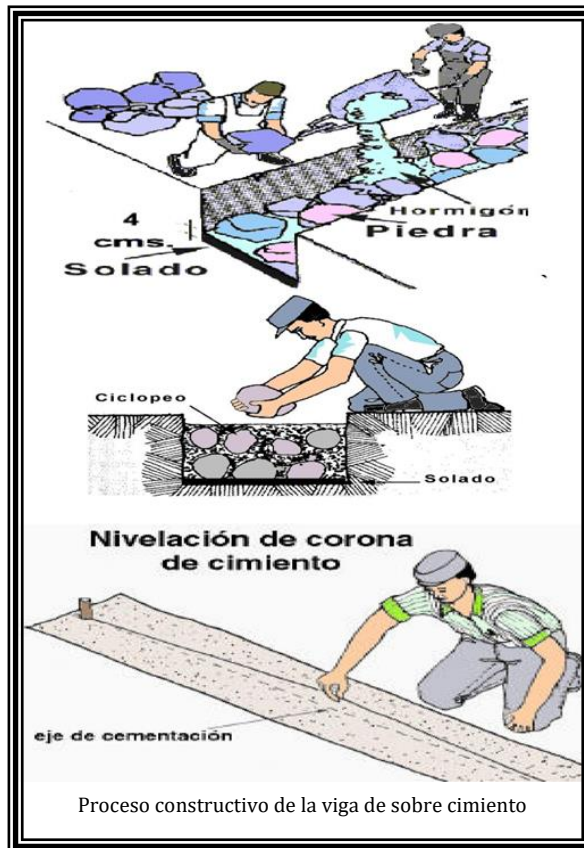 Hormigón
Piedra
4
cms.
Solado
Ciclopeo
Solado
Nivelación de corona
de cimiento
eje de cementación
Proceso constructivo de la viga de sobre cimiento